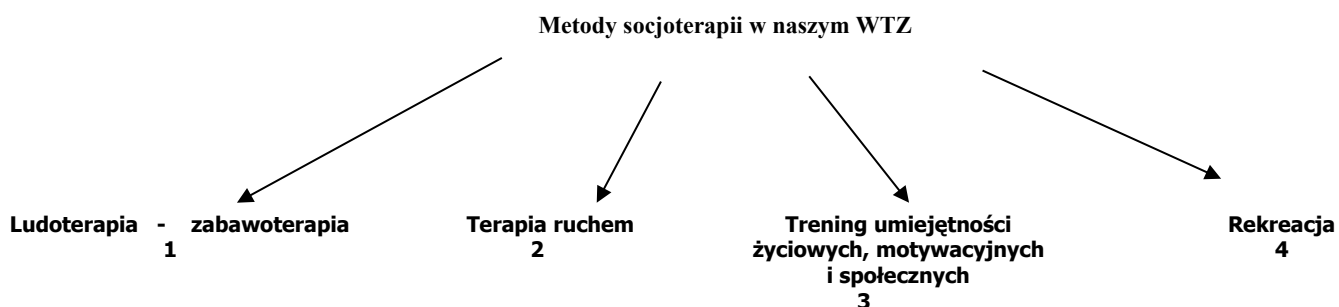 Metody socjoterapii w naszym WTZ
Ludoterapia - zabawoterapia
1
Terapia ruchem
2
Trening umiejętności
życiowych, motywacyjnych
i społecznych
3
Rekreacja
4